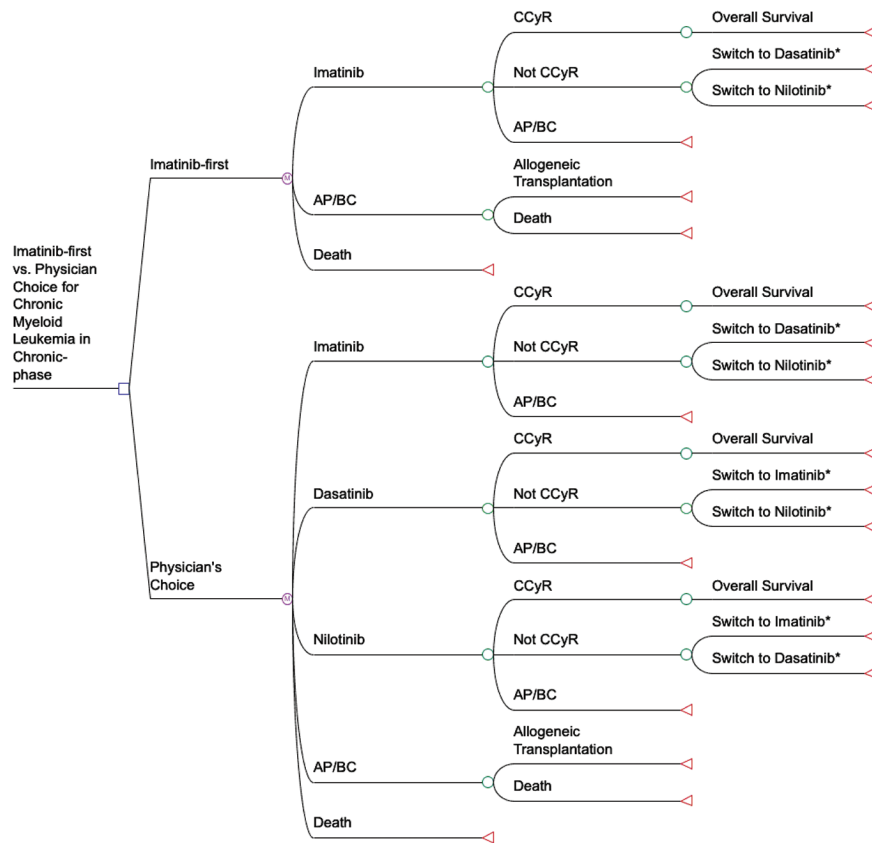 Imatinib-first
vs. Physician
Choice for
Chronic
Myeloid
Leukemia in
Chronic-
phase
Imatinib-first
M
Imatinib
CCyR
Overall Survival
Not CCyR
Switch to Dasatinib*
Switch to Nilotinib*
AP/BC
AP/BC
Allogeneic
Transplantation
Death
Death
Physician's
Choice
M
Imatinib
CCyR
Overall Survival
Not CCyR
Switch to Dasatinib*
Switch to Nilotinib*
AP/BC
Dasatinib
CCyR
Overall Survival
Not CCyR
Switch to Imatinib*
Switch to Nilotinib*
AP/BC
Nilotinib
CCyR
Overall Survival
Not CCyR
Switch to Imatinib*
Switch to Dasatinib*
AP/BC
AP/BC
Allogeneic
Transplantation
Death
Death